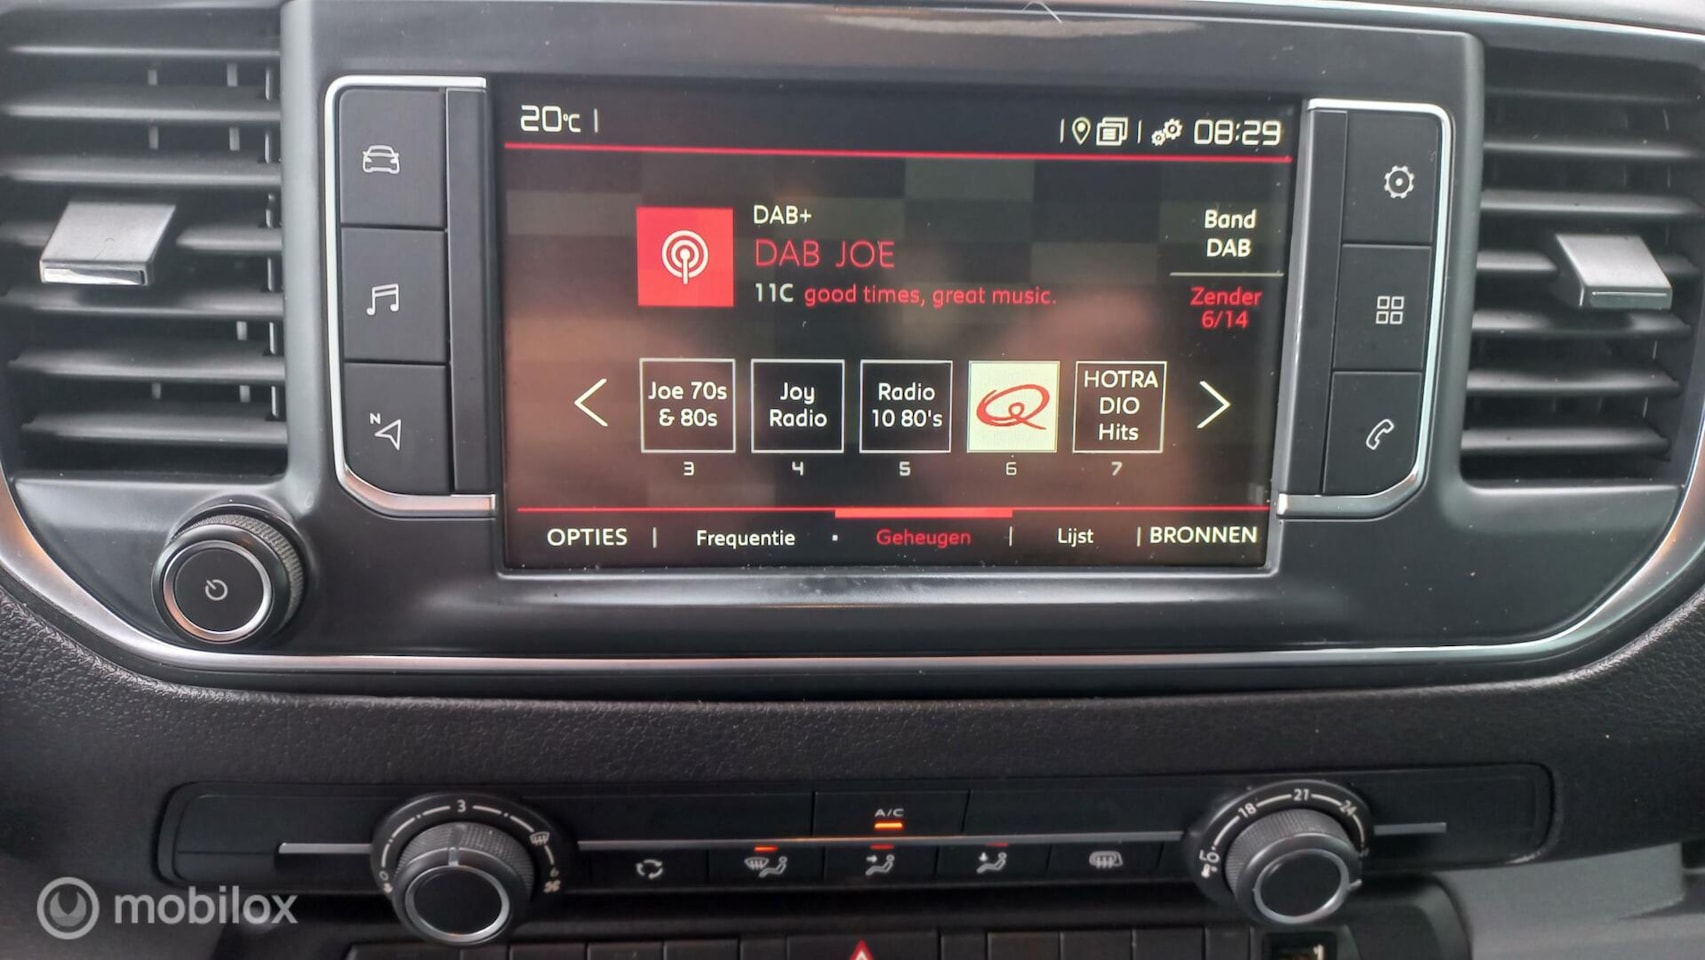 20°C
08:29
DAB+
DAB JOE
11C good times, great music.
Band
DAB
Zender
6/14
Joe 70s
& 80s
Joy
Radio
Radio
10 80's
Q
HOTRA
DIO
Hits
3
4
5
6
7
OPTIES
Frequentie
Geheugen
Lijst
BRONNEN
N
A/C
0
3
6
18
21
24
mobilox